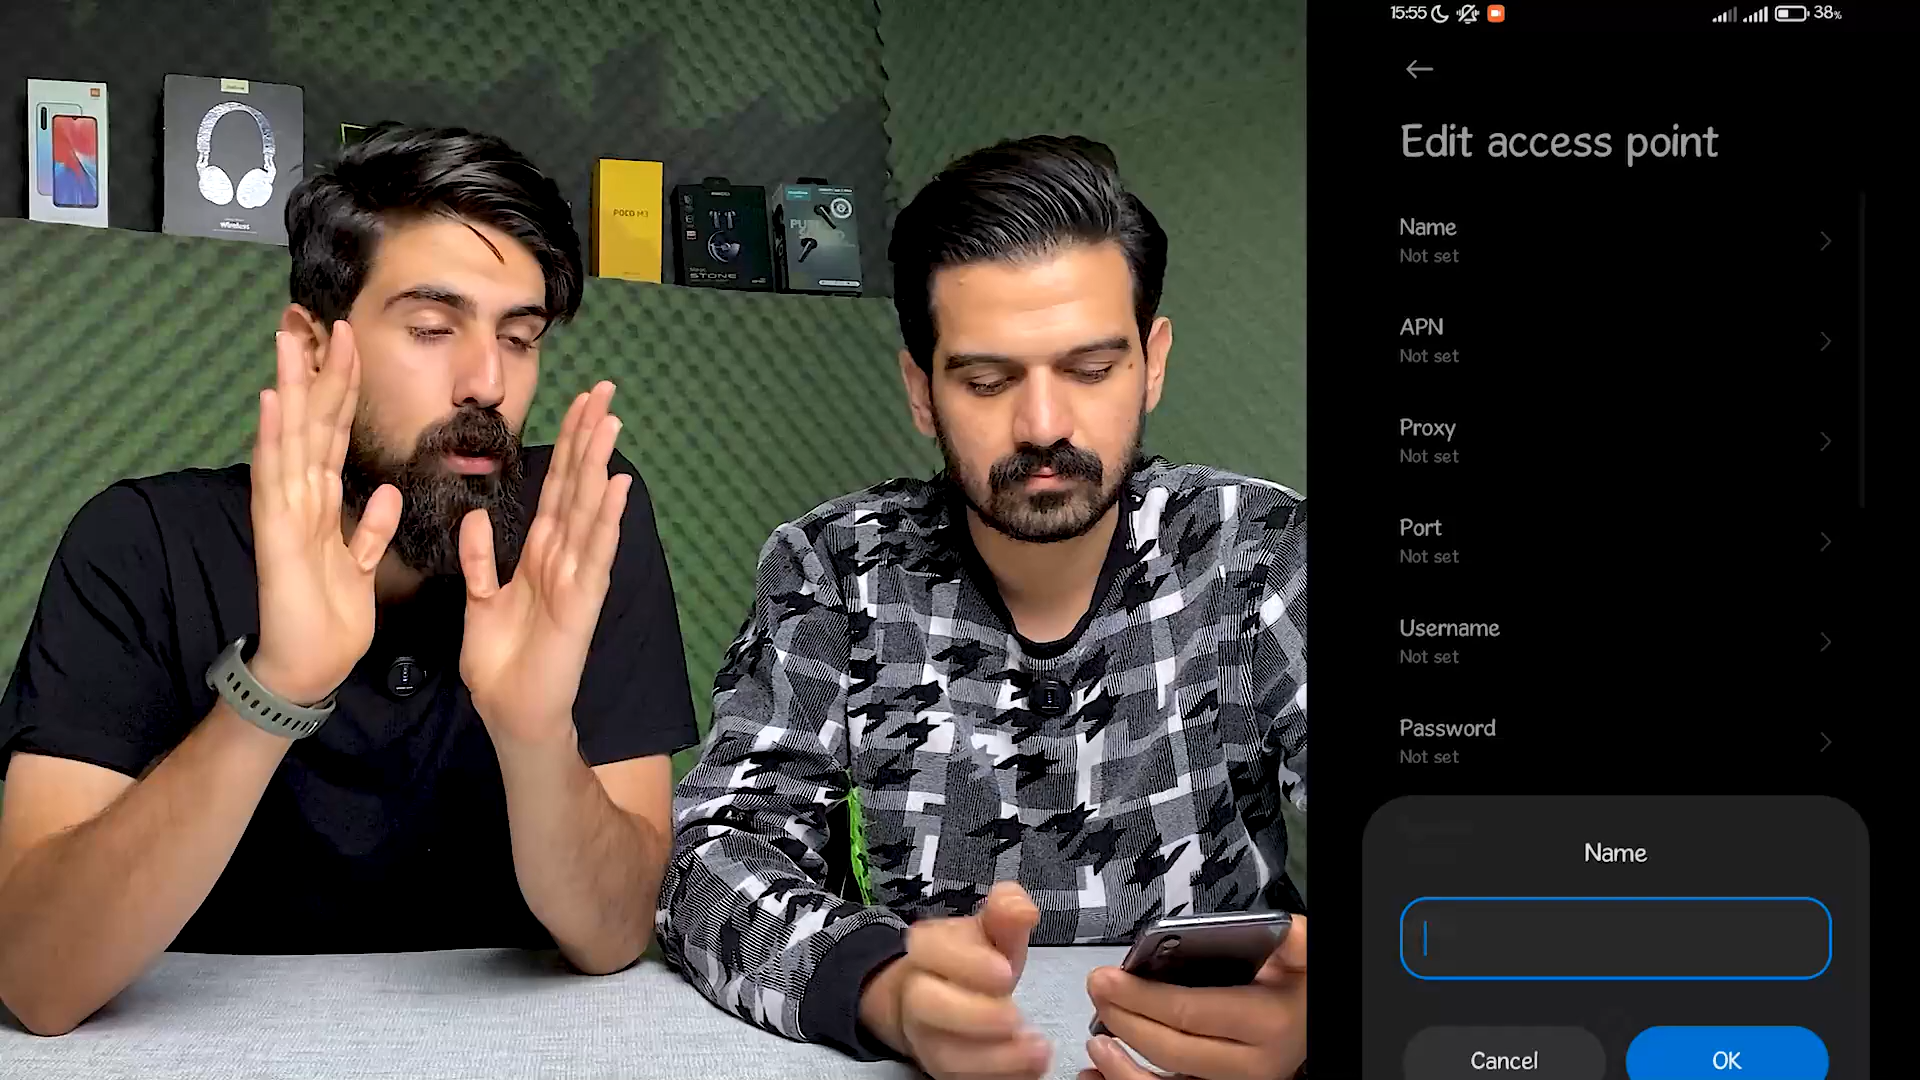 15:55
38%
Edit access point
Name
Not set
APN
Not set
Proxy
Not set
Port
Not set
Username
Not set
Password
Not set
Name
Cancel
OK
Wireless
POCO M3
STONE